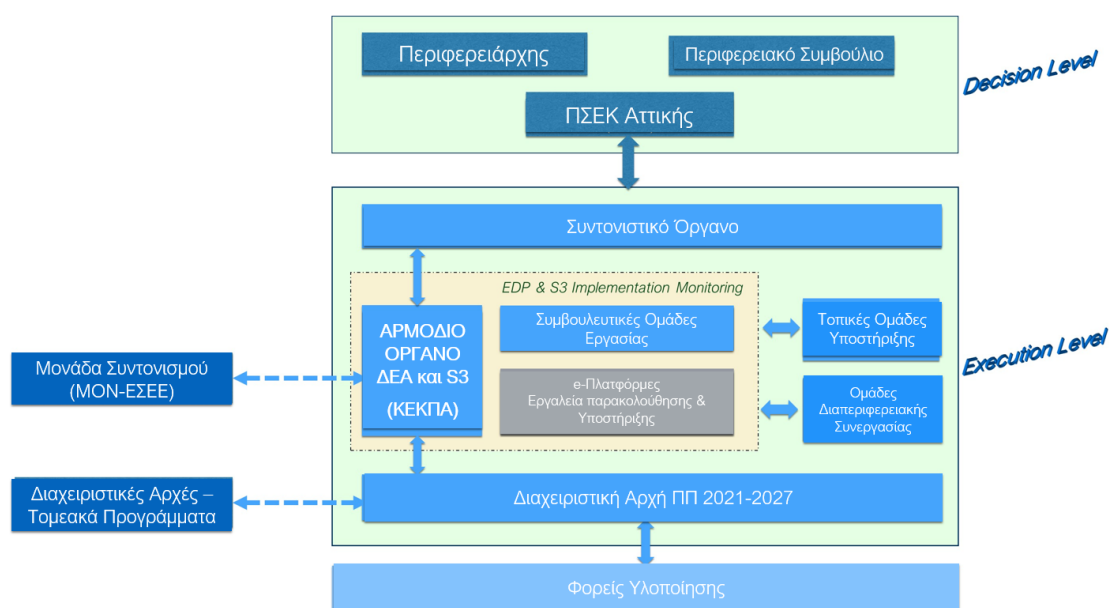 Περιφερειάρχης
Περιφερειακό Συμβούλιο
Decision Level
ΠΣΕΚ Αττικής
Συντονιστικό Όργανο
EDP & S3 Implementation Monitoring
ΑΡΜΟΔΙΟ
ΟΡΓΑΝΟ
ΔΕΑ και S3
(ΚΕΚΠΑ)
Συμβουλευτικές Ομάδες
Εργασίας
e-Πλατφόρμες
Εργαλεία παρακολούθησης &
Υποστήριξης
Τοπικές Ομάδες
Υποστήριξης
Ομάδες
Διαπεριφερειακής
Συνεργασίας
Execution Level
Μονάδα Συντονισμού
(ΜΟΝ-ΕΣΕΕ)
Διαχειριστικές Αρχές –
Τομεακά Προγράμματα
Διαχειριστική Αρχή ΠΠ 2021-2027
Φορείς Υλοποίησης